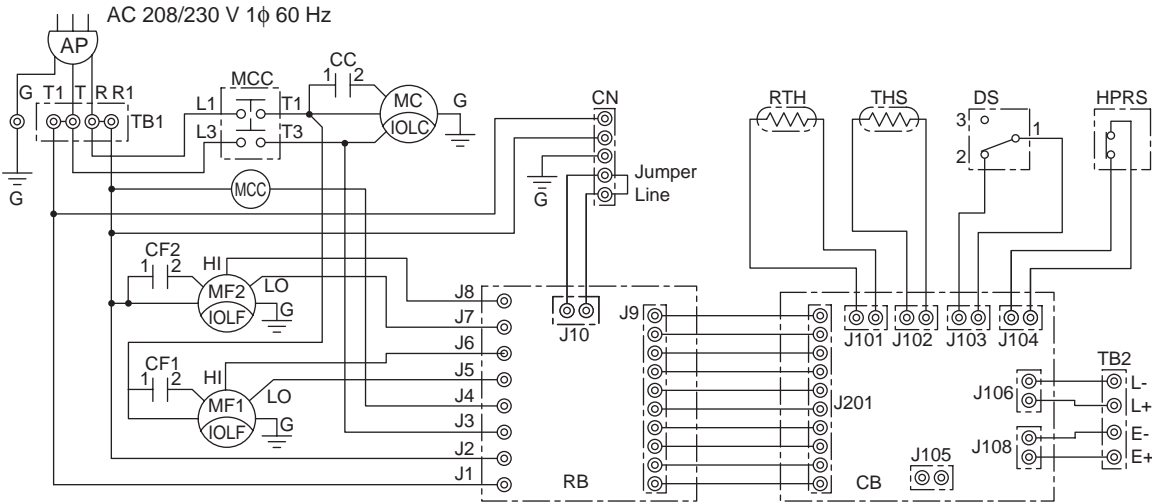 AC 208/230 V 1ϕ 60 Hz
AP
G T1 T R R1
TB1
G
MCC
L1 T1
L3 T3
CC
1 2
MC
IOLC
G
MCC
CN
Jumper
Line
G
RTH
THS
DS
3
1
2
HPRS
CF2
1 2
HI
LO
MF2
IOLF
G
CF1
1 2
HI
LO
MF1
IOLF
G
J8
J7
J6
J5
J4
J3
J2
J1
J10
J9
RB
J201
J101
J102
J103
J104
J106
J108
J105
CB
TB2
L-
L+
E-
E+